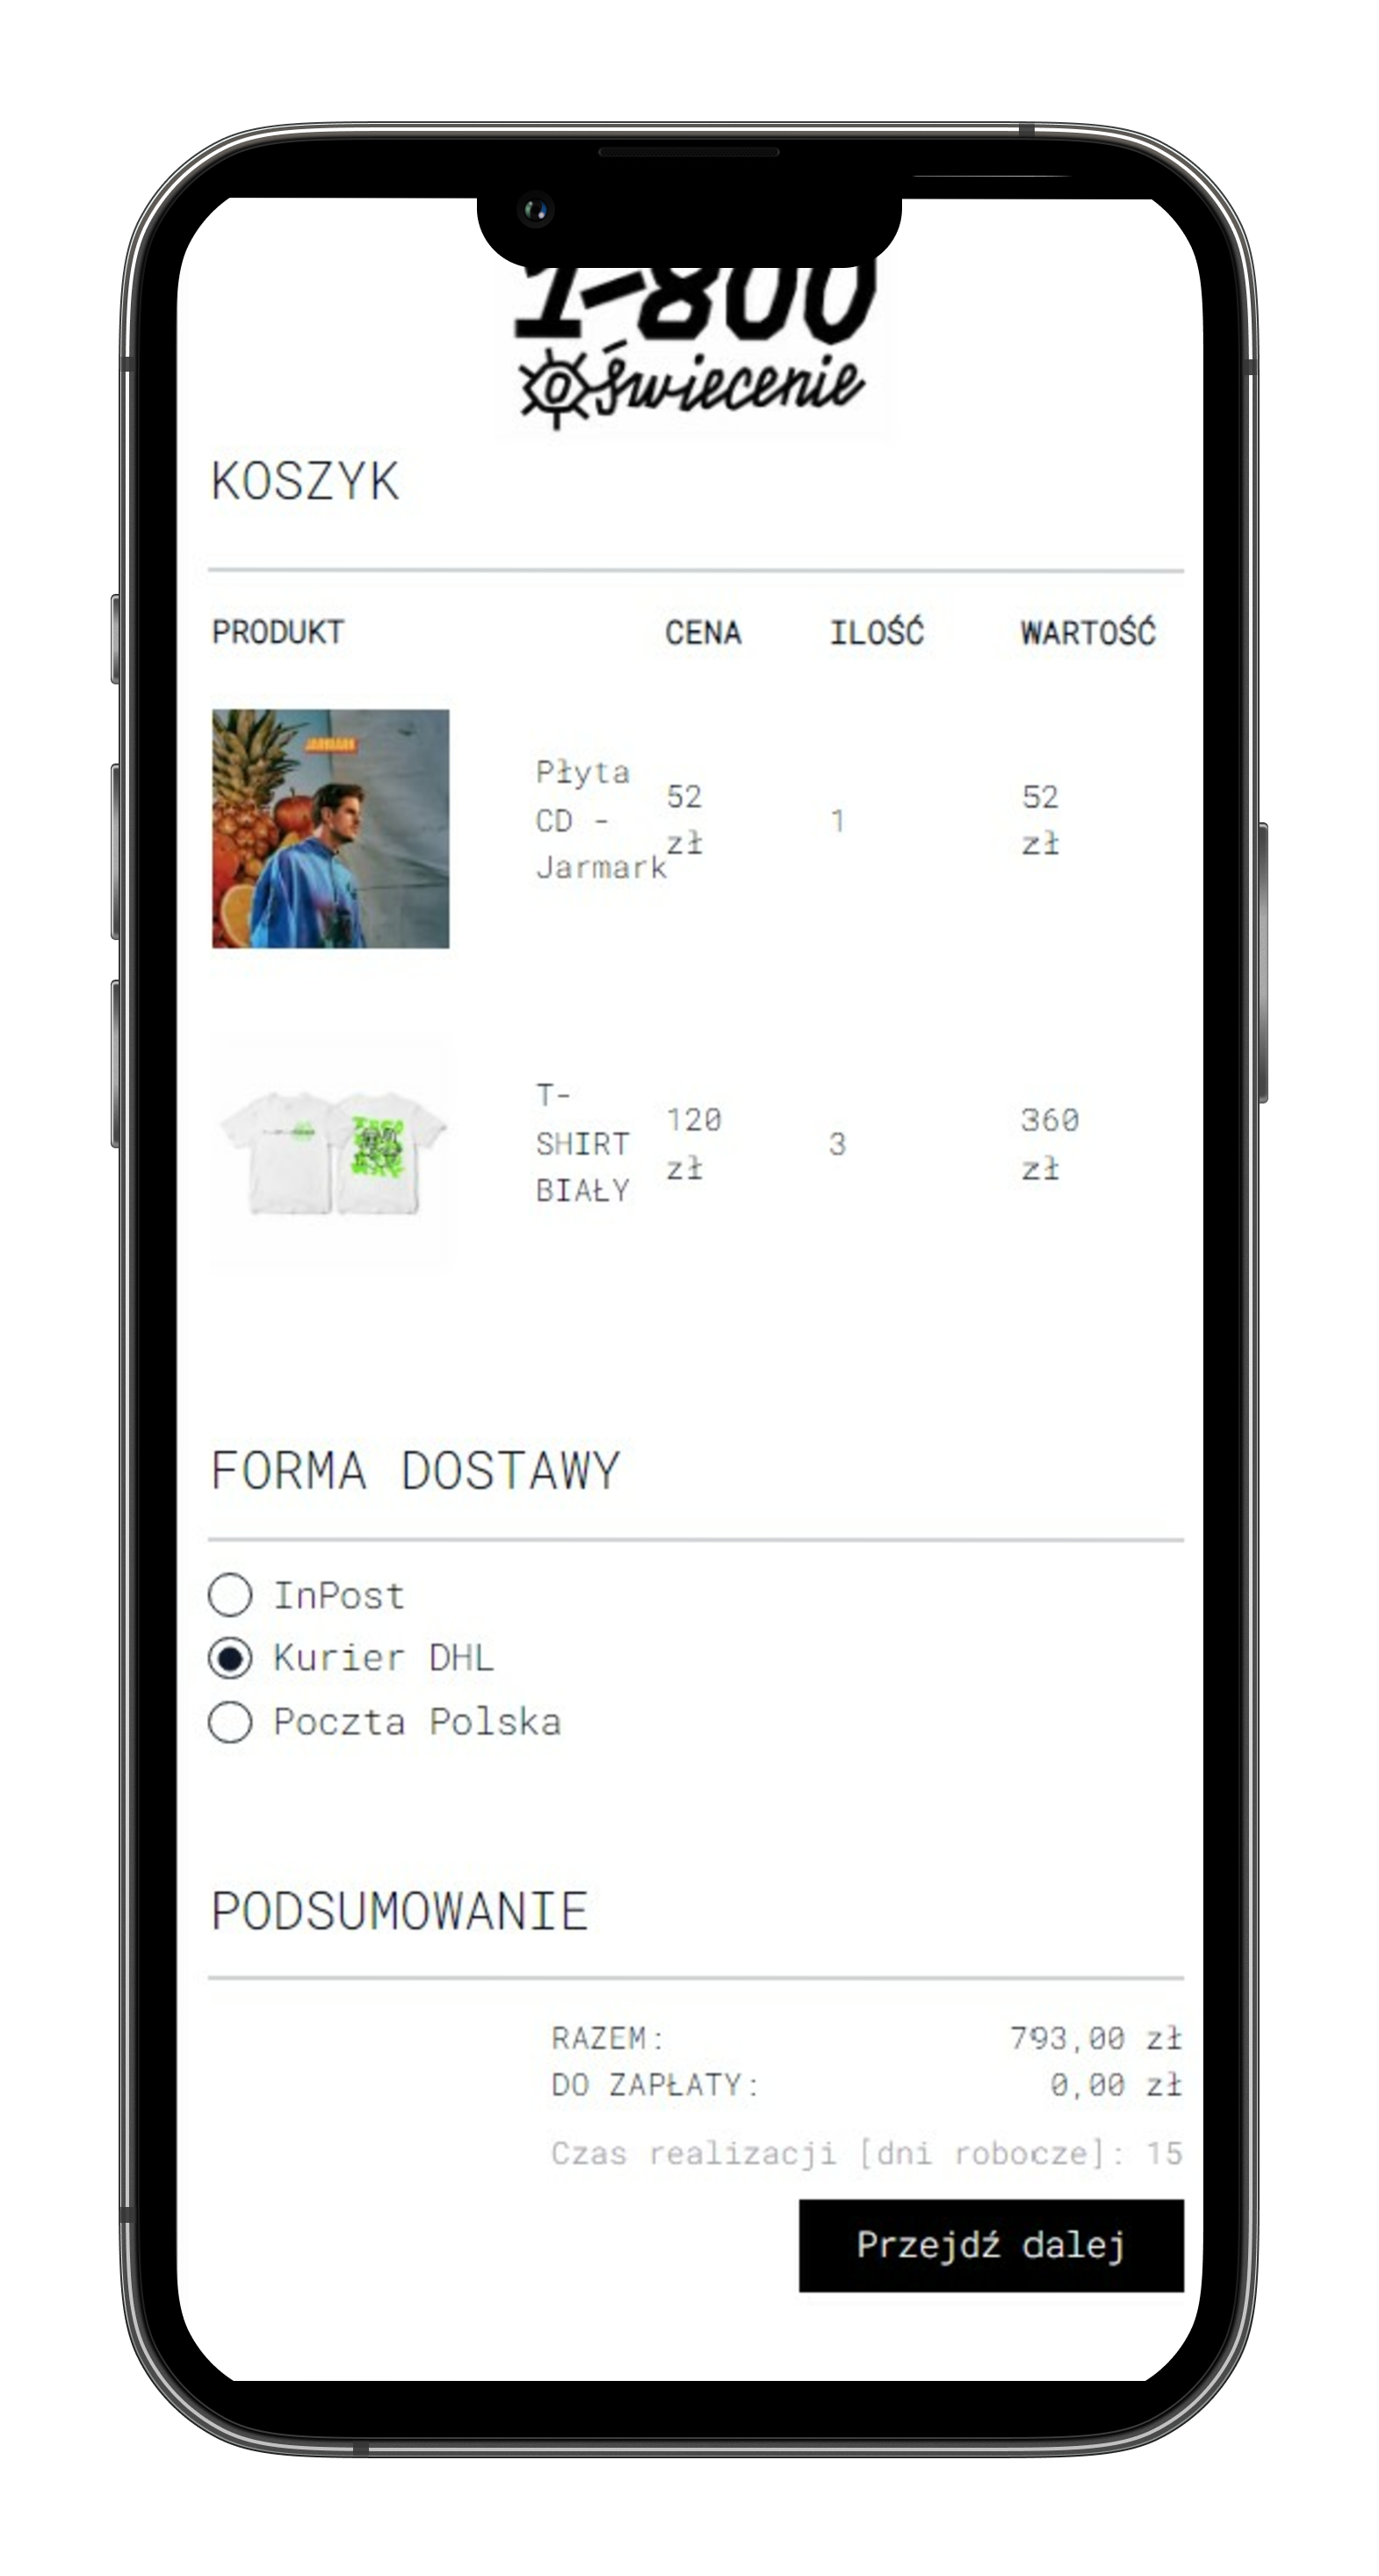 1-800
Oświecenie
KOSZYK
PRODUKT CENA ILOŚĆ WARTOŚĆ
JARMARK
Płyta
CD -
Jarmark
52
zł
1
52
zł
T-
SHIRT
BIAŁY
120
zł
3
360
zł
FORMA DOSTAWY
InPost
Kurier DHL
Poczta Polska
PODSUMOWANIE
RAZEM: 793,00 zł
DO ZAPŁATY: 0,00 zł
Czas realizacji [dni robocze]: 15
Przejdź dalej